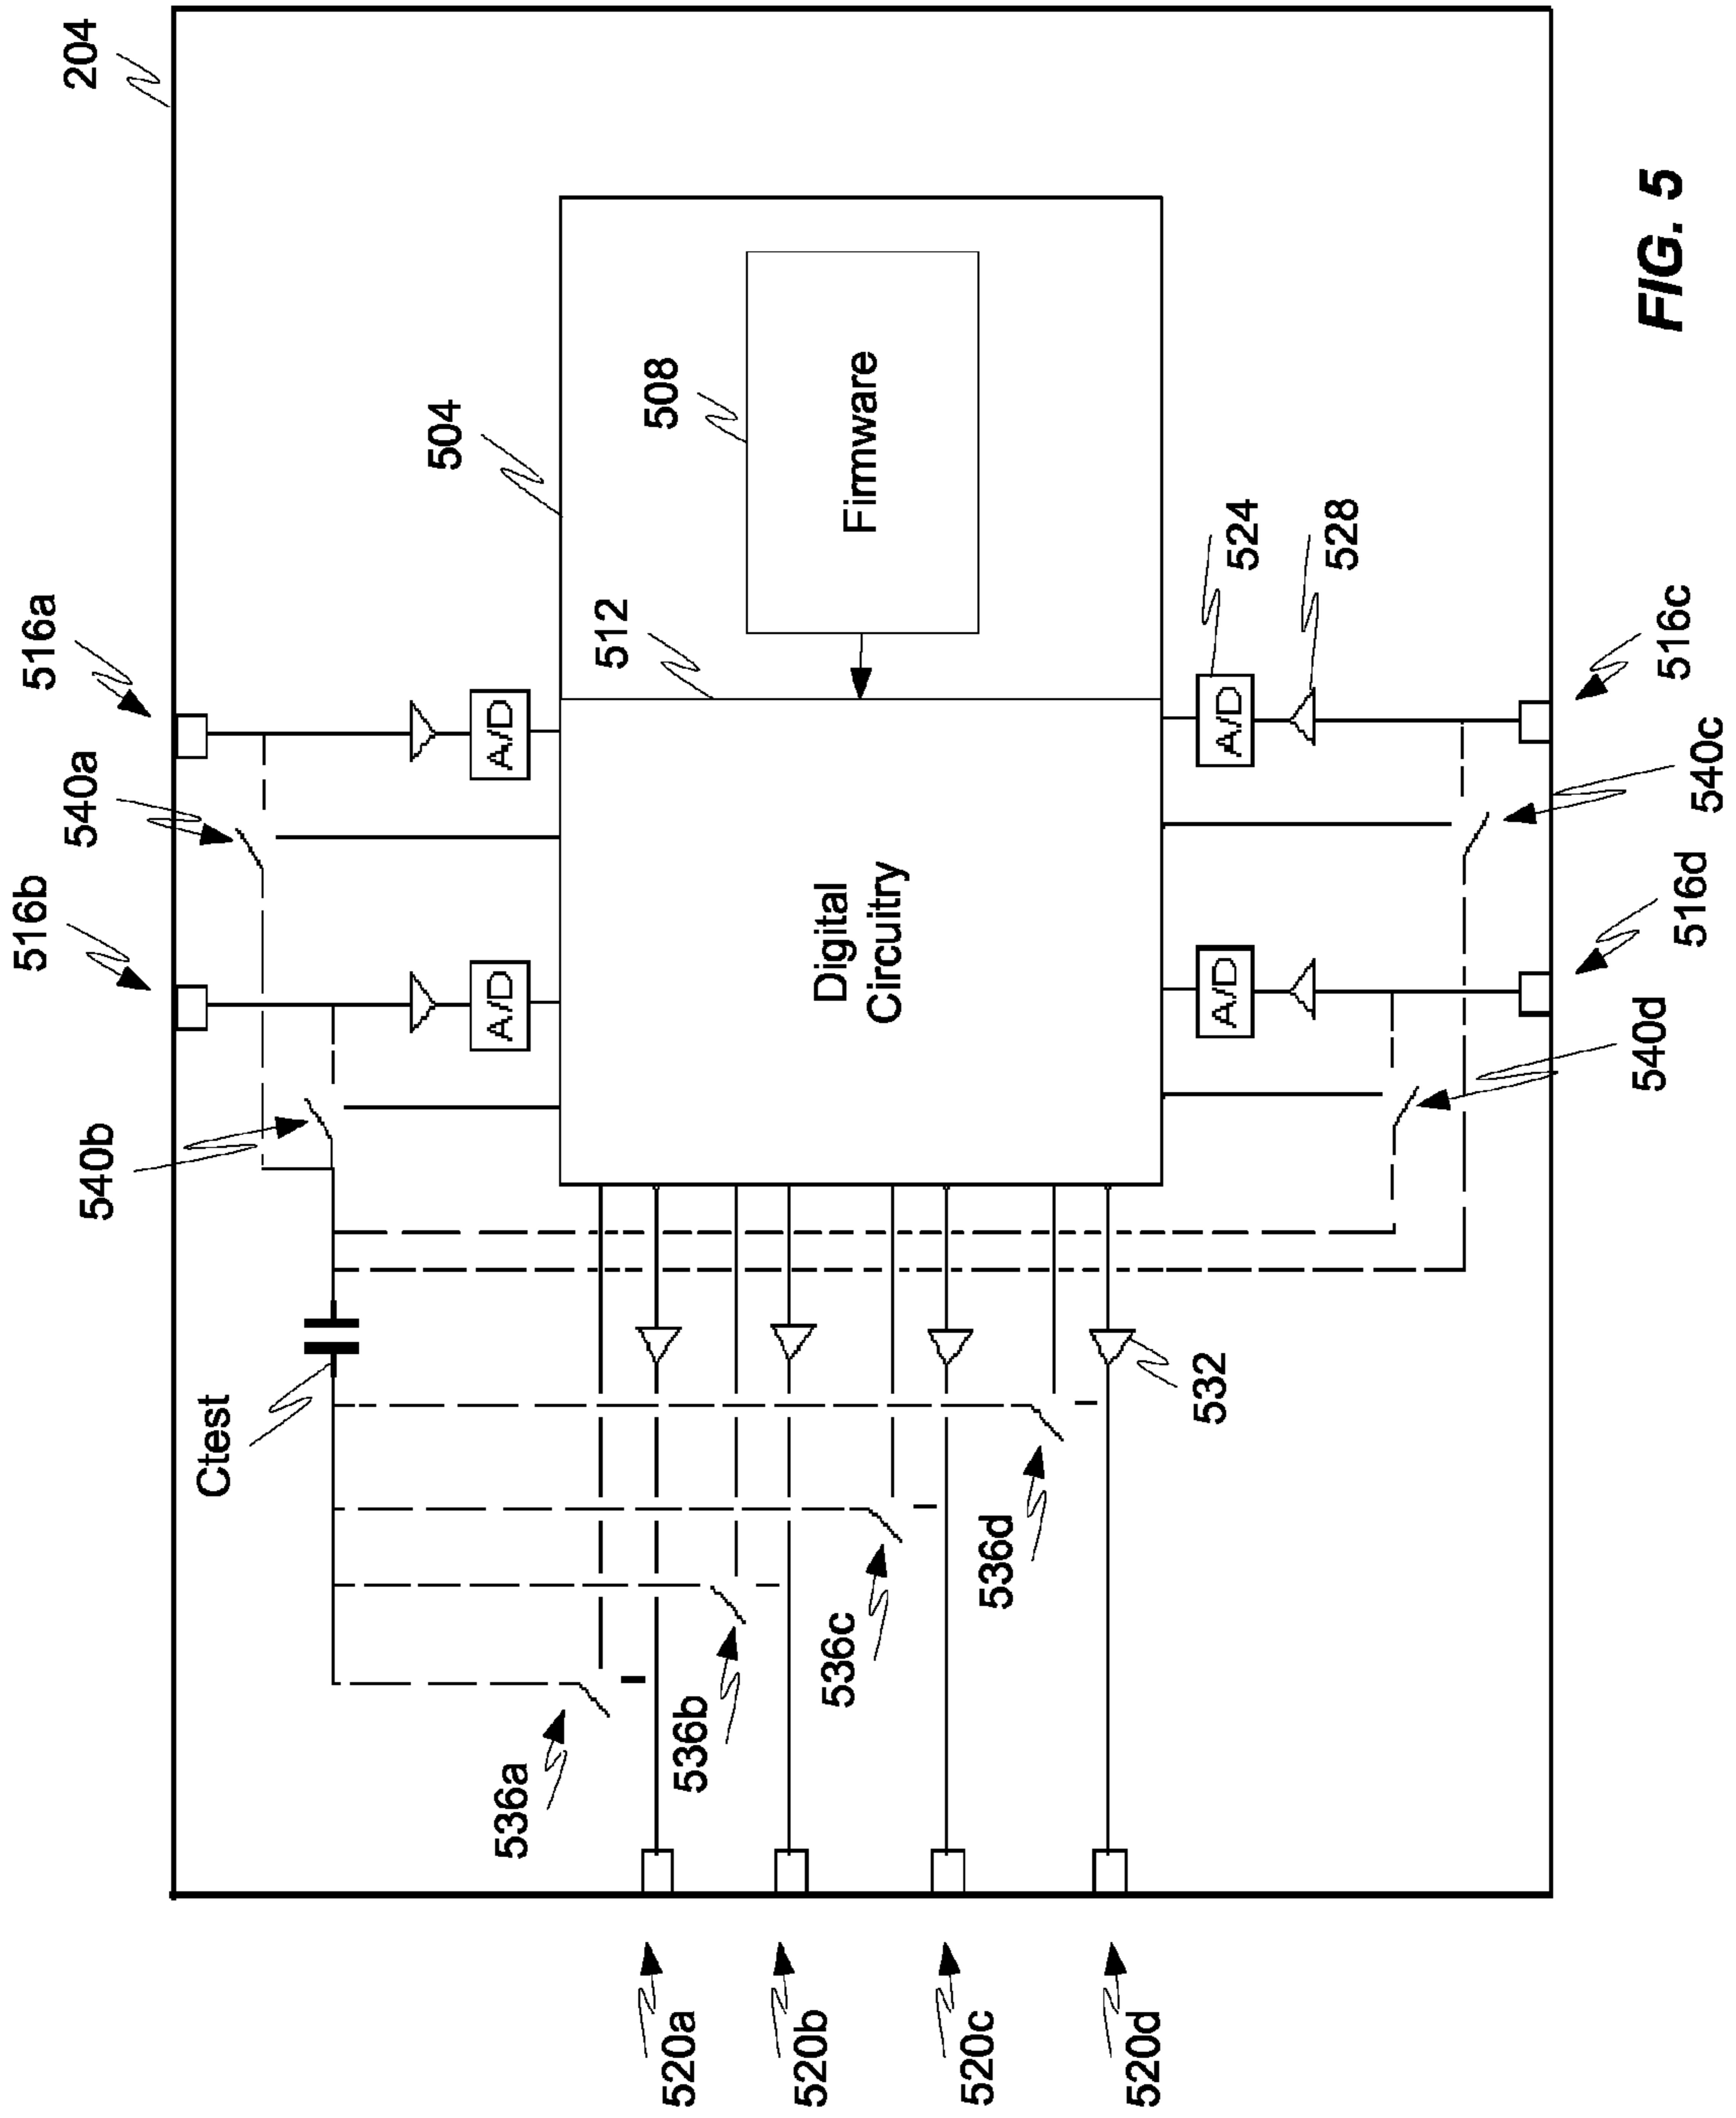 516b
516a
204
540b
540a
Ctest
504
536a
A/D
A/D
512
508
520a
536b
520b
536c
Digital
Circuitry
Firmware
520c
536d
520d
532
A/D
A/D
524
528
540d
516d
540c
516c
FIG. 5